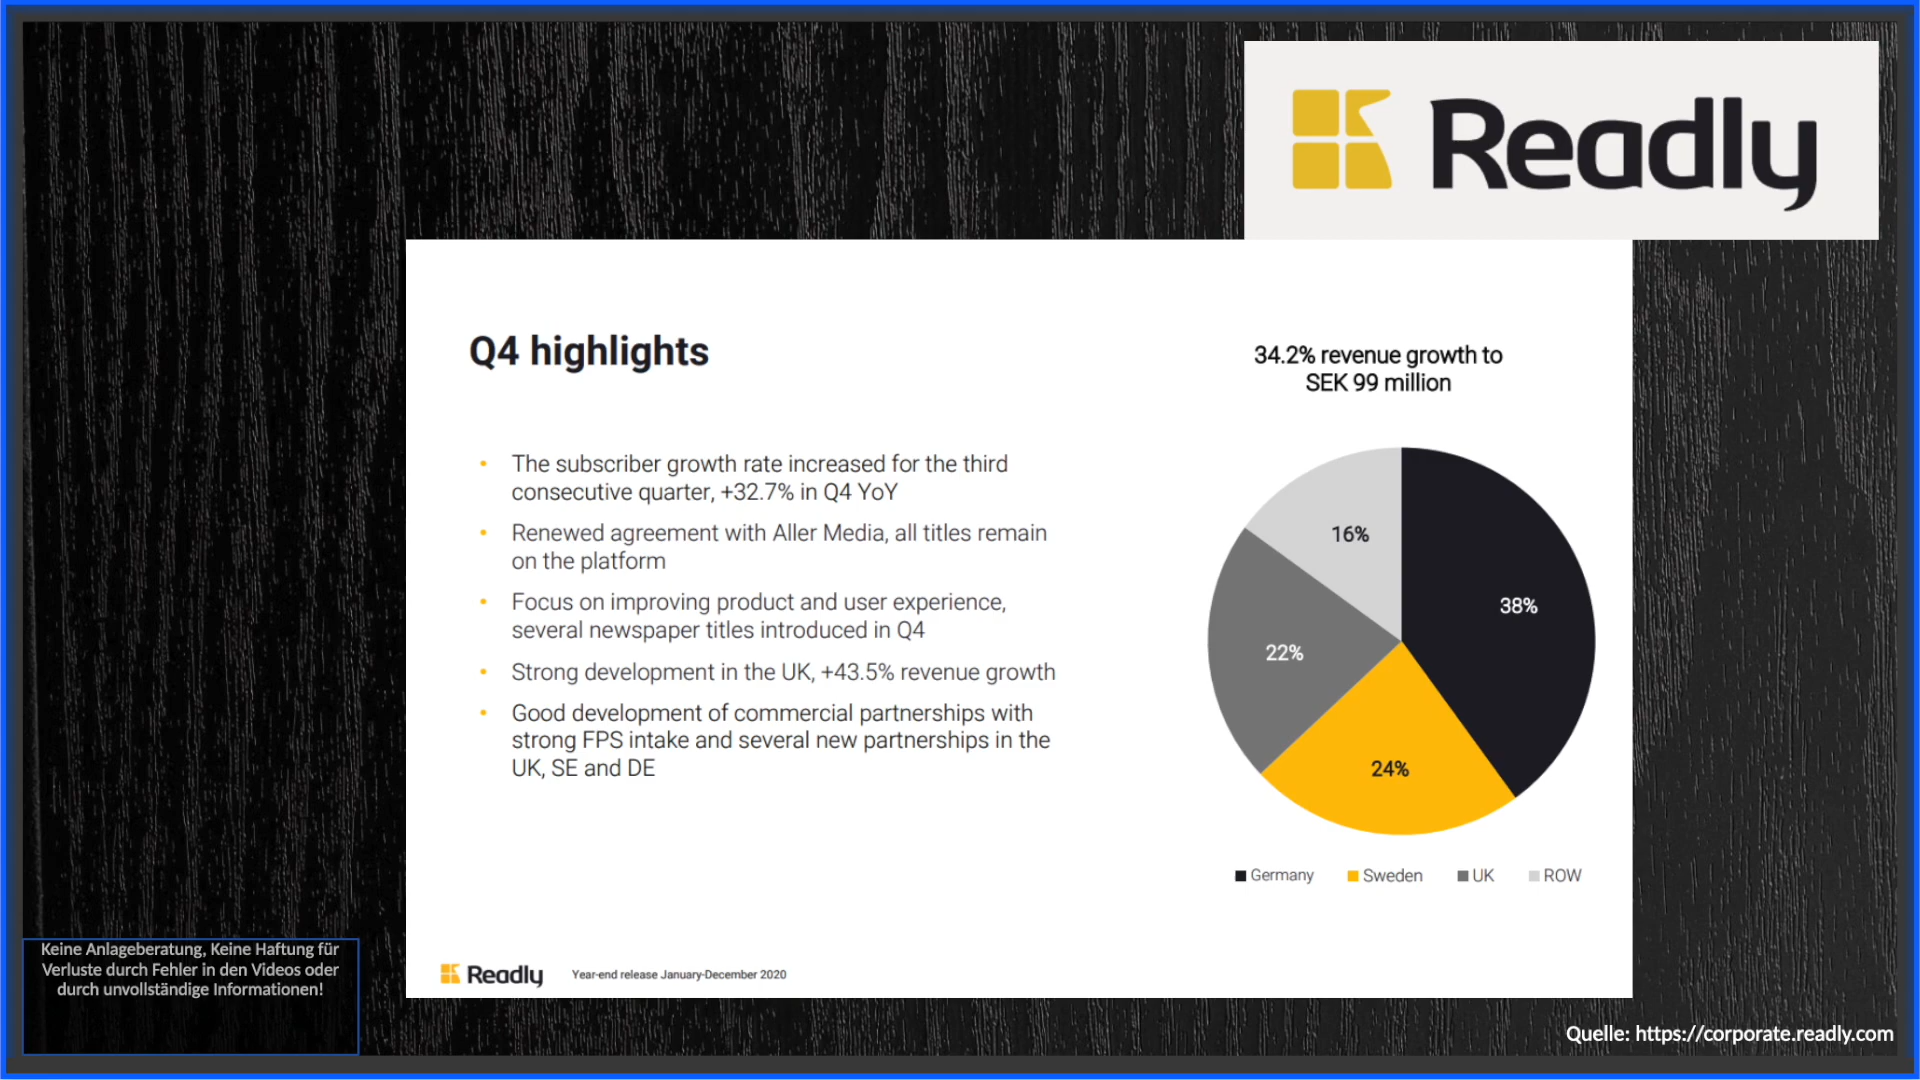 Readly
Q4 highlights
34.2% revenue growth to
SEK 99 million
• The subscriber growth rate increased for the third
consecutive quarter, +32.7% in Q4 YoY
• Renewed agreement with Aller Media, all titles remain
on the platform
• Focus on improving product and user experience,
several newspaper titles introduced in Q4
• Strong development in the UK, +43.5% revenue growth
• Good development of commercial partnerships with
strong FPS intake and several new partnerships in the
UK, SE and DE
16%
38%
22%
24%
Germany Sweden UK ROW
Readly Year-end release January-December 2020
Keine Anlageberatung, Keine Haftung für
Verluste durch Fehler in den Videos oder
durch unvollständige Informationen!
Quelle: https://corporate.readly.com